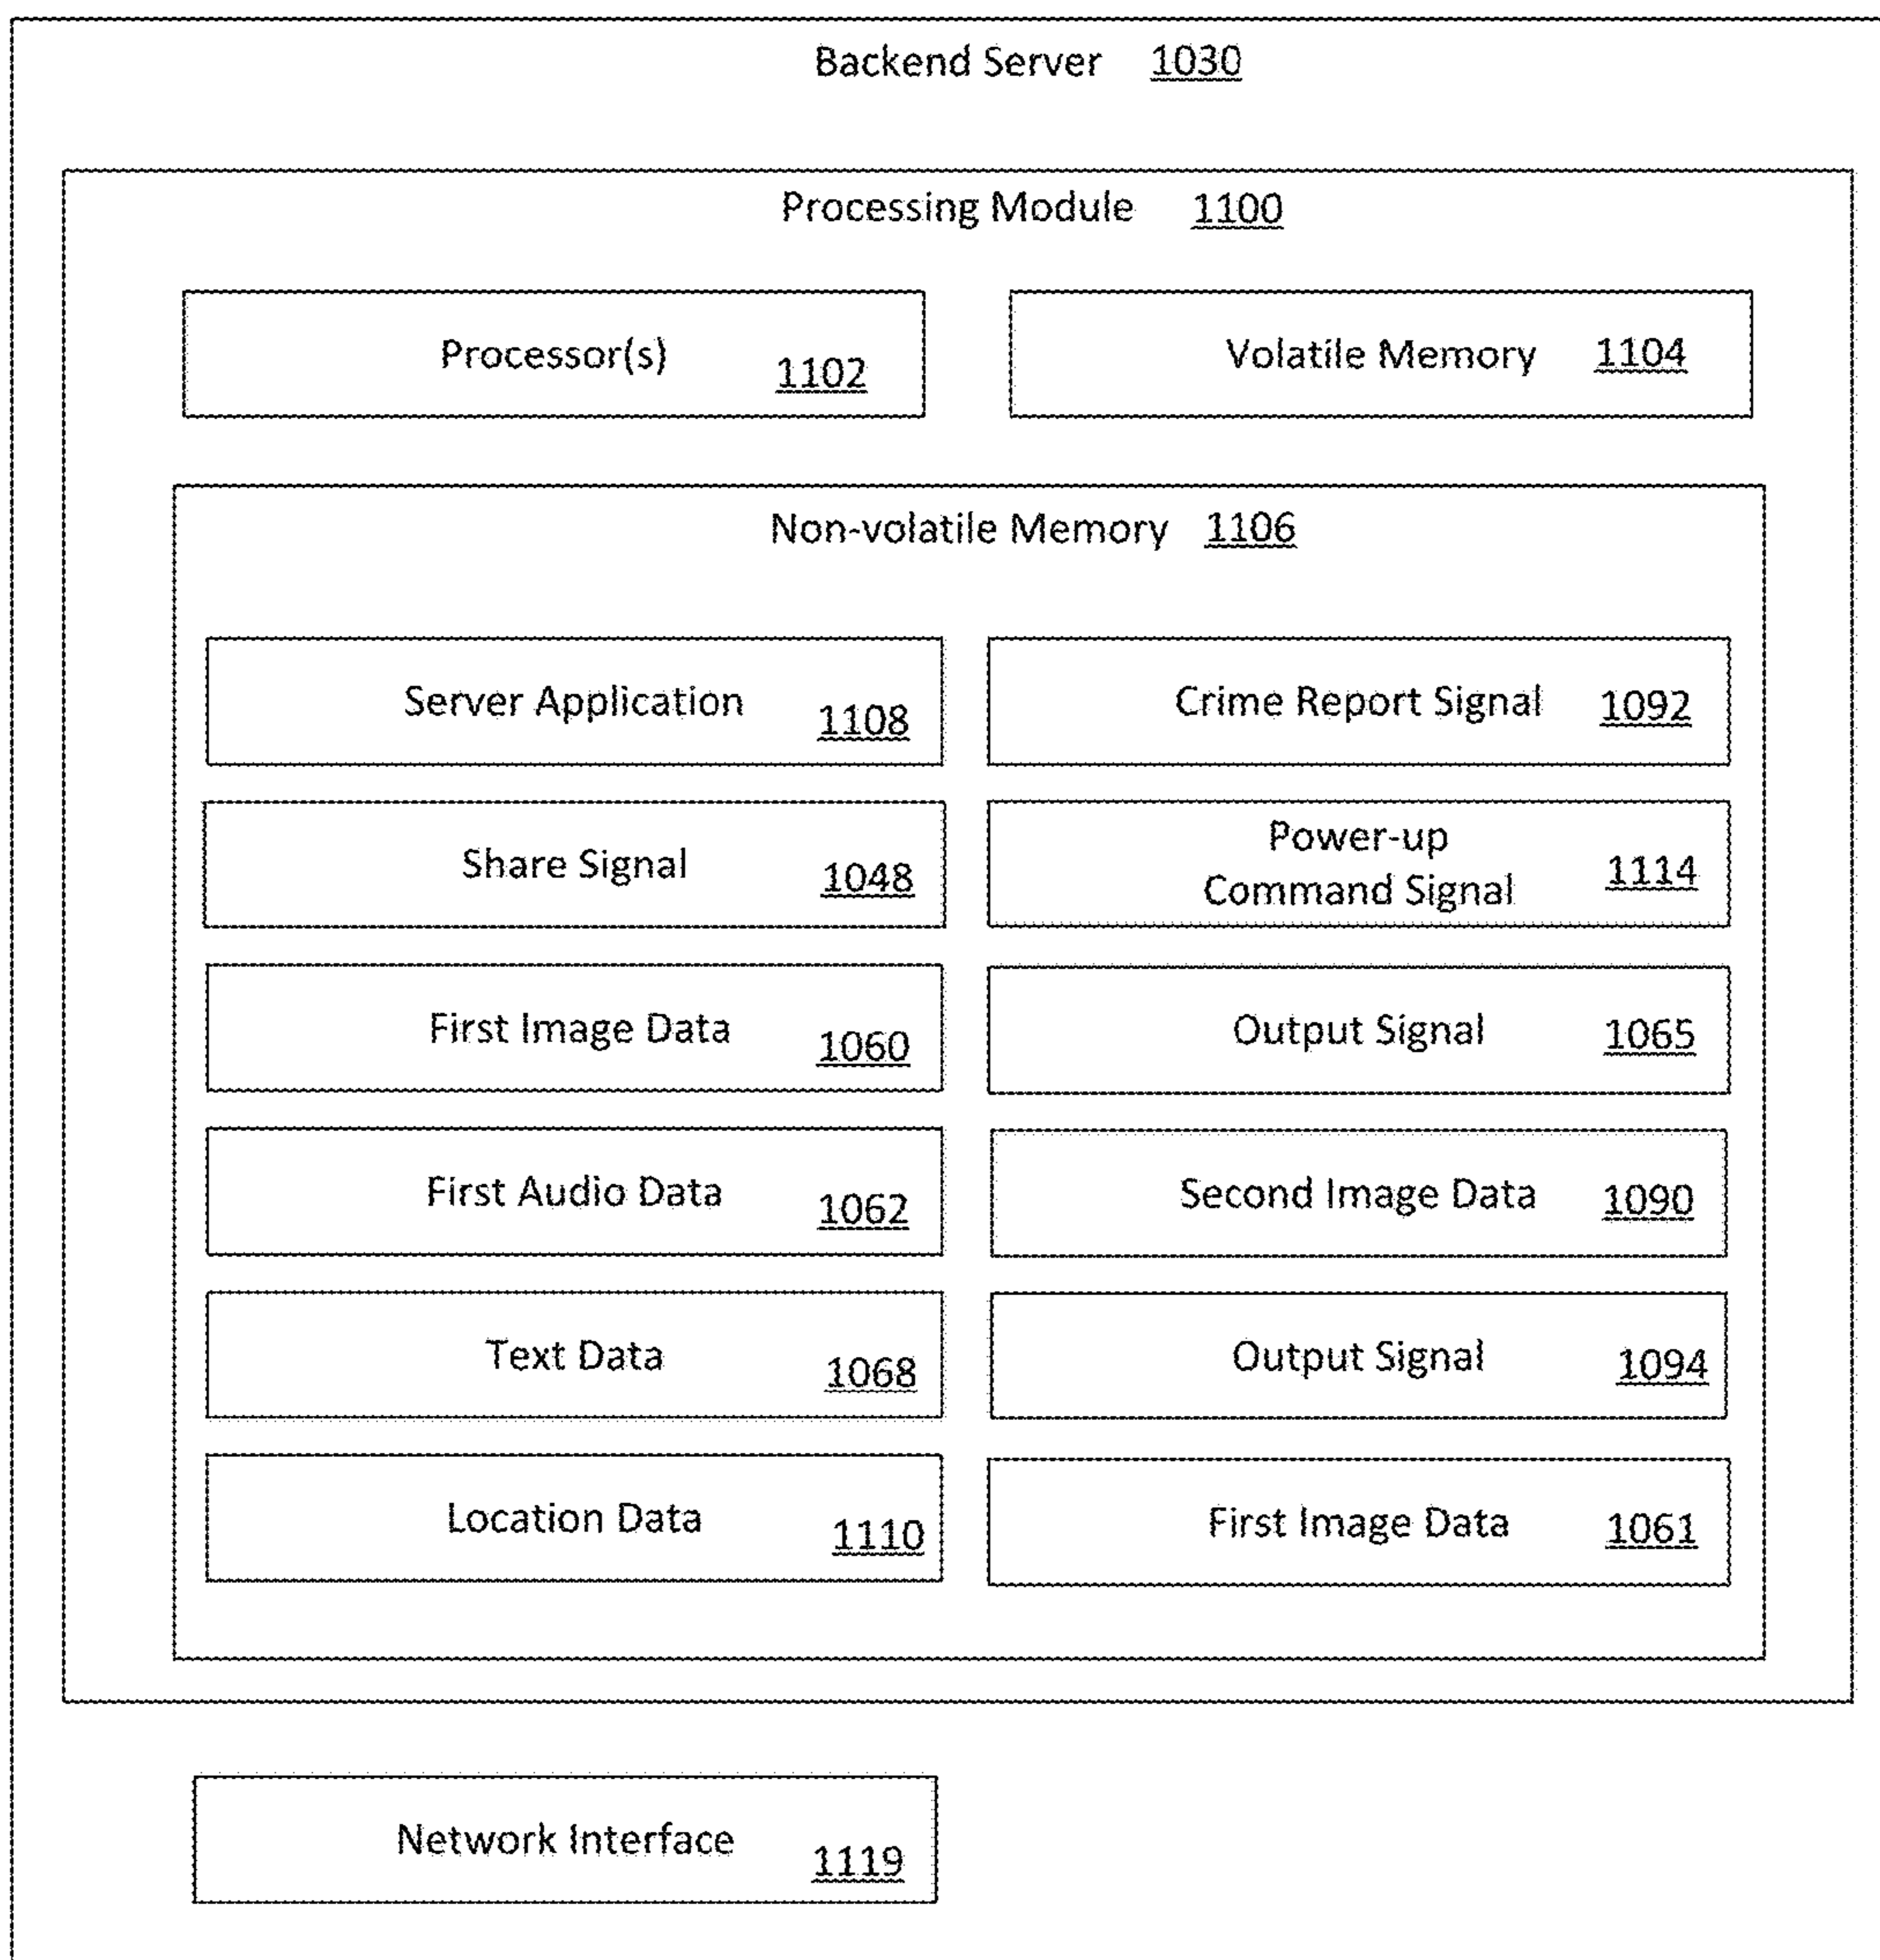 Backend Server 1030
Processing Module 1100
Processor(s) 1102
Volatile Memory 1104
Non-volatile Memory 1106
Server Application 1108
Crime Report Signal 1092
Share Signal 1048
Power-up
Command Signal 1114
First Image Data 1060
Output Signal 1065
First Audio Data 1062
Second Image Data 1090
Text Data 1068
Output Signal 1094
Location Data 1110
First Image Data 1061
Network Interface 1119